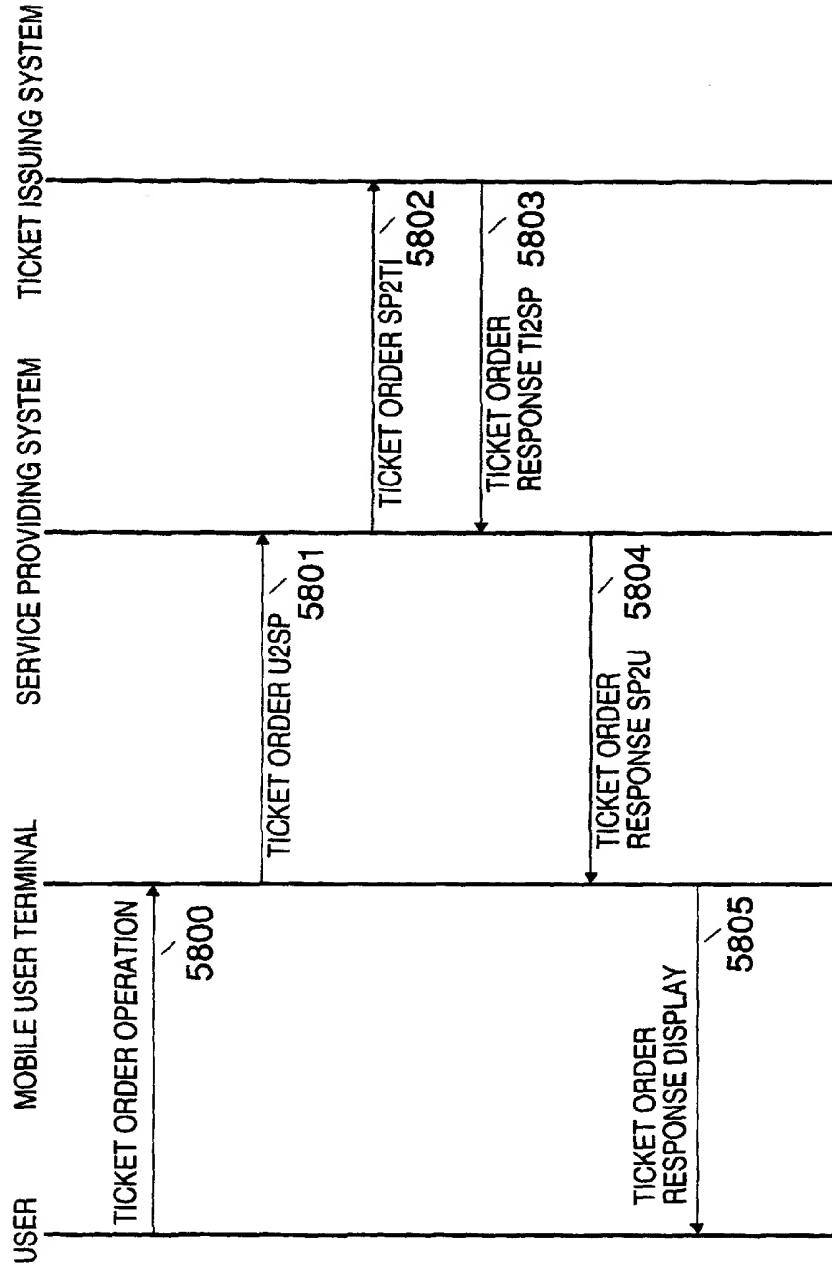 USER
MOBILE USER TERMINAL
SERVICE PROVIDING SYSTEM
TICKET ISSUING SYSTEM
TICKET ORDER OPERATION
5800
TICKET ORDER U2SP
5801
TICKET ORDER SP2TI
5802
TICKET ORDER
RESPONSE TI2SP
5803
TICKET ORDER
RESPONSE SP2U
5804
TICKET ORDER
RESPONSE DISPLAY
5805